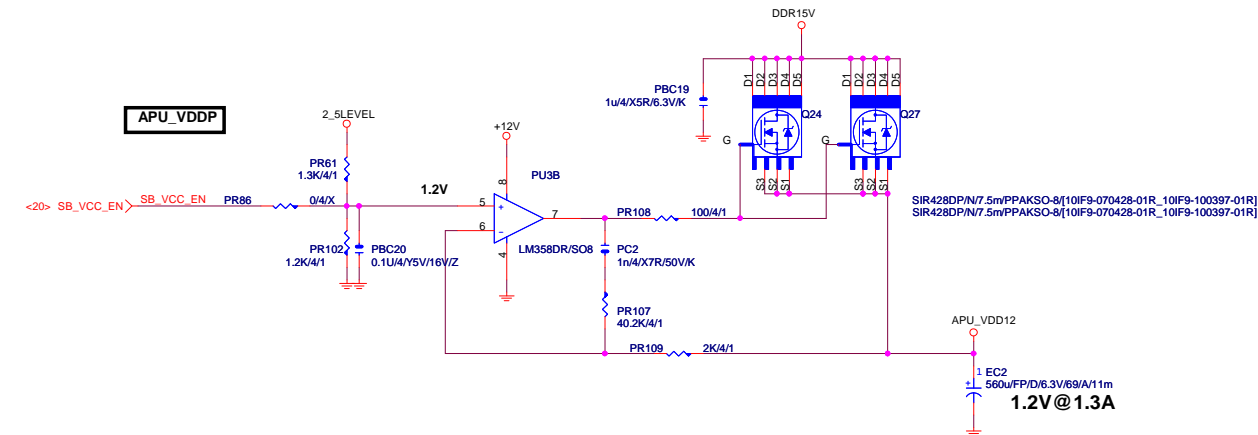 DDR15V
D1 D2 D3 D4 D5
D1 D2 D3 D4 D5
PBC19
1u/4/X5R/6.3V/K
Q24
Q27
G
G
S3 S2 S1
S3 S2 S1
APU_VDDP
2_5LEVEL
+12V
PR61
1.3K/4/1
PU3B
8
1.2V
<20> SB_VCC_EN
SB_VCC_EN
PR86
0/4/X
5
+
6
-
7
4
LM358DR/SO8
PR108
100/4/1
SIR428DP/N/7.5m/PPAKSO-8/[10IF9-070428-01R_10IF9-100397-01R]
SIR428DP/N/7.5m/PPAKSO-8/[10IF9-070428-01R_10IF9-100397-01R]
PR102
1.2K/4/1
PBC20
0.1U/4/Y5V/16V/Z
PC2
1n/4/X7R/50V/K
PR107
40.2K/4/1
PR109
2K/4/1
APU_VDD12
1
+
EC2
560u/FP/D/6.3V/69/A/11m
1.2V@1.3A